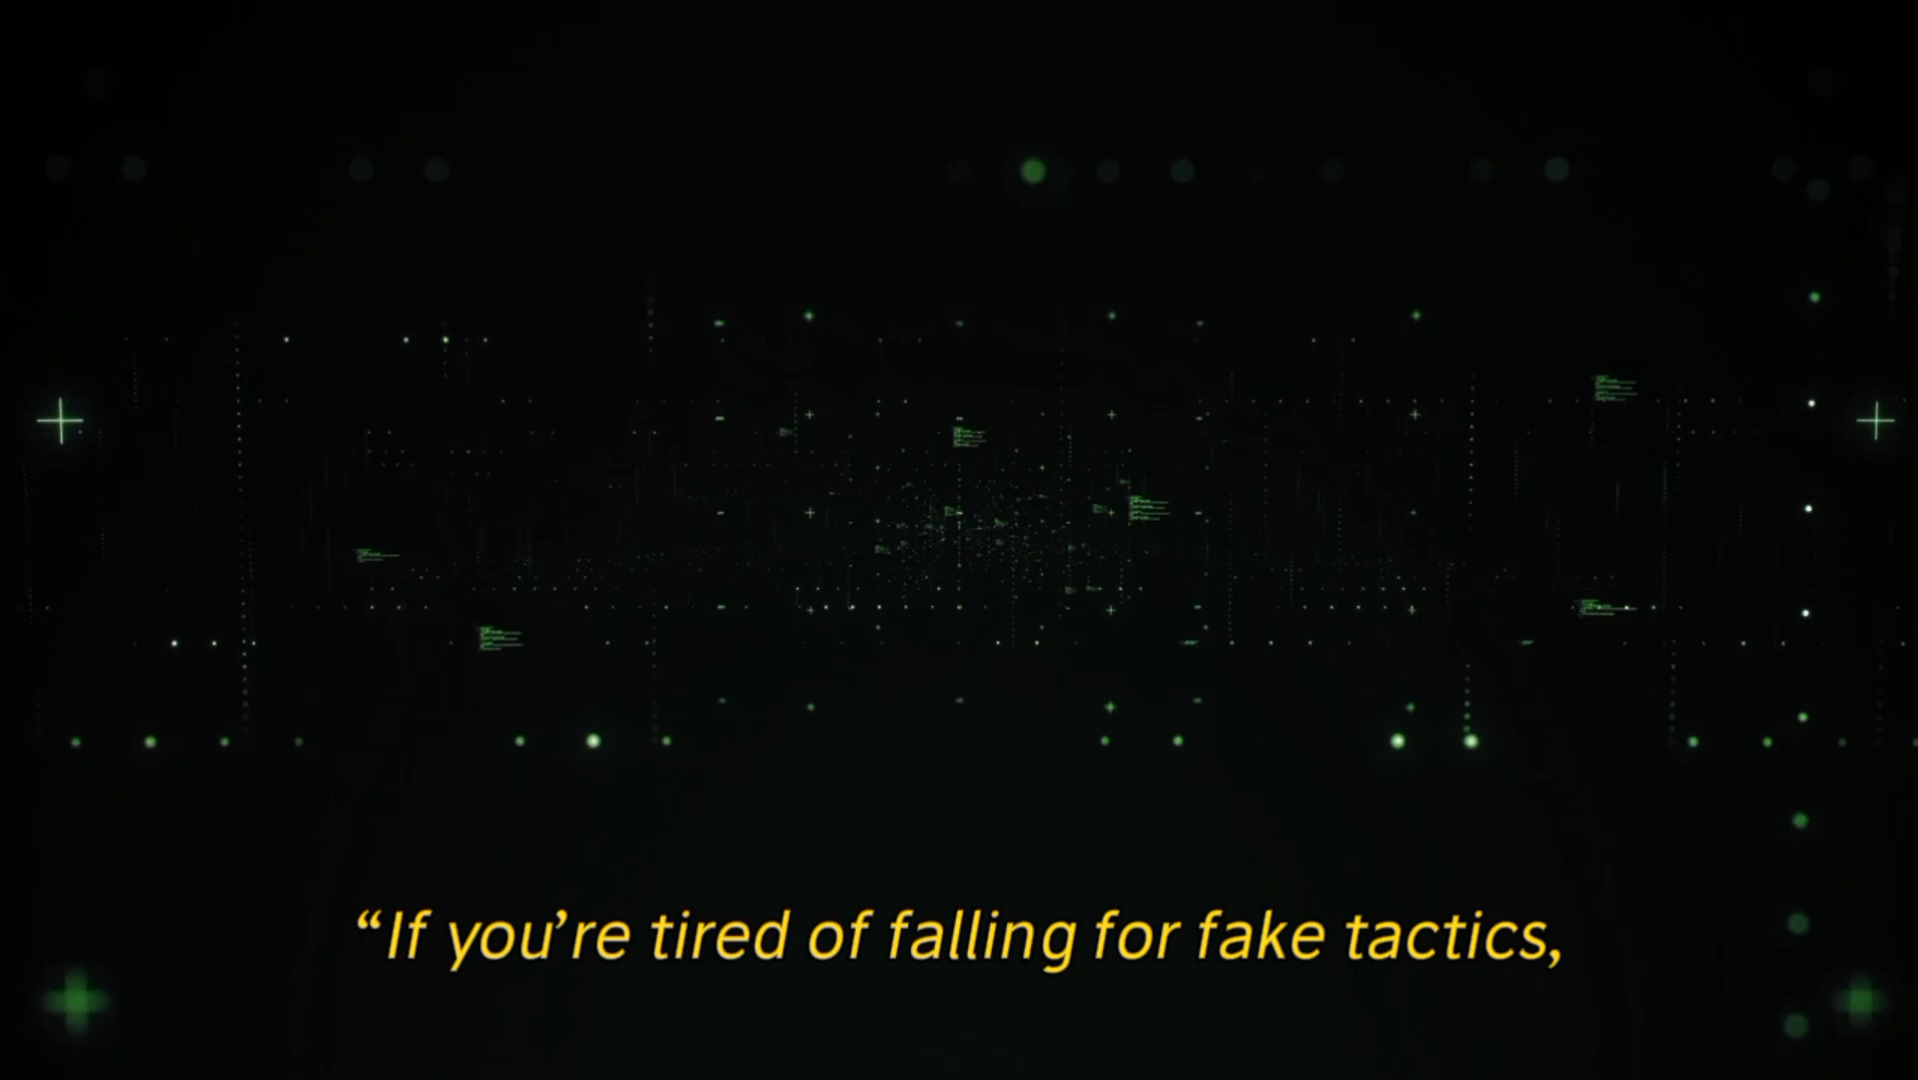 “If you’re tired of falling for fake tactics,